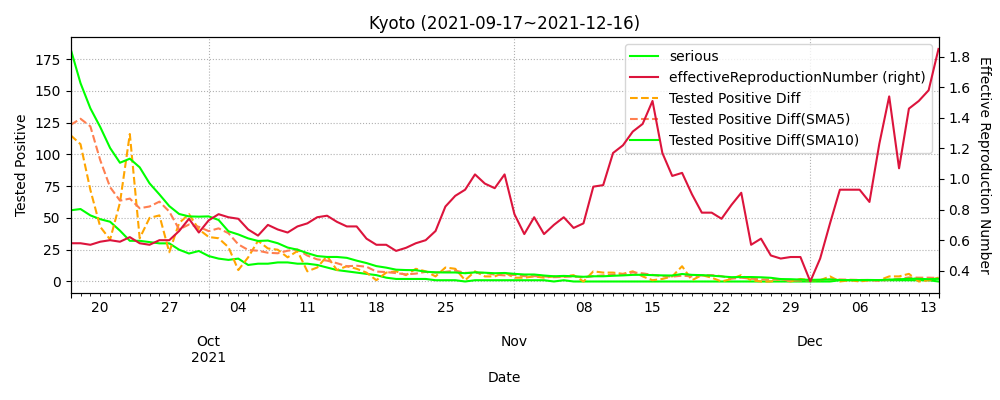 Kyoto (2021-09-17~2021-12-16)
serious
effectiveReproductionNumber (right)
Tested Positive Diff
Tested Positive Diff(SMA5)
Tested Positive Diff(SMA10)
Tested Positive
175
150
125
100
75
50
25
0
1.8
1.6
1.4
1.2
1.0
0.8
0.6
0.4
Effective Reproduction Number
20 27 04 11 18 25 08 15 22 29 06 13
Oct Nov Dec
2021
Date